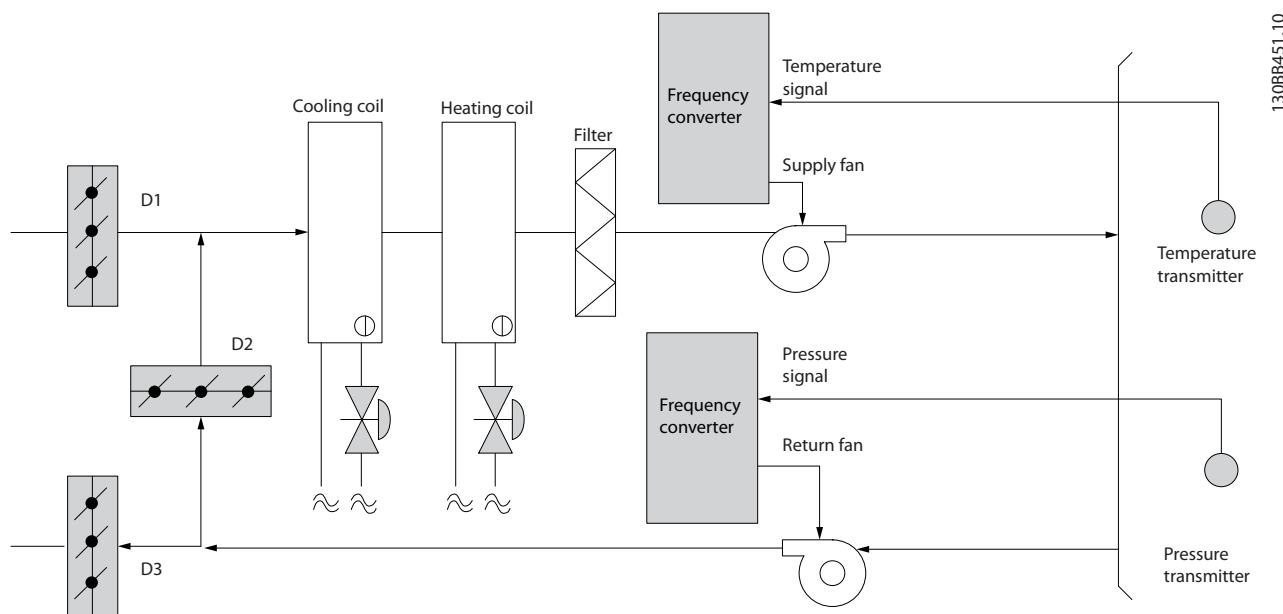 130BB451.10
Temperature
signal
Frequency
converter
Cooling coil
Heating coil
Filter
Supply fan
D1
Temperature
transmitter
D2
Pressure
signal
Frequency
converter
Return fan
D3
Pressure
transmitter